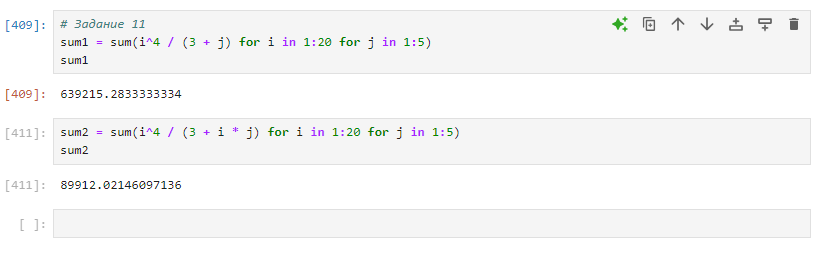 [409]: # Задание 11
sum1 = sum(i^4 / (3 + j) for i in 1:20 for j in 1:5)
sum1
[409]: 639215.2833333334
[411]: sum2 = sum(i^4 / (3 + i * j) for i in 1:20 for j in 1:5)
sum2
[411]: 89912.02146097136
[ ]: